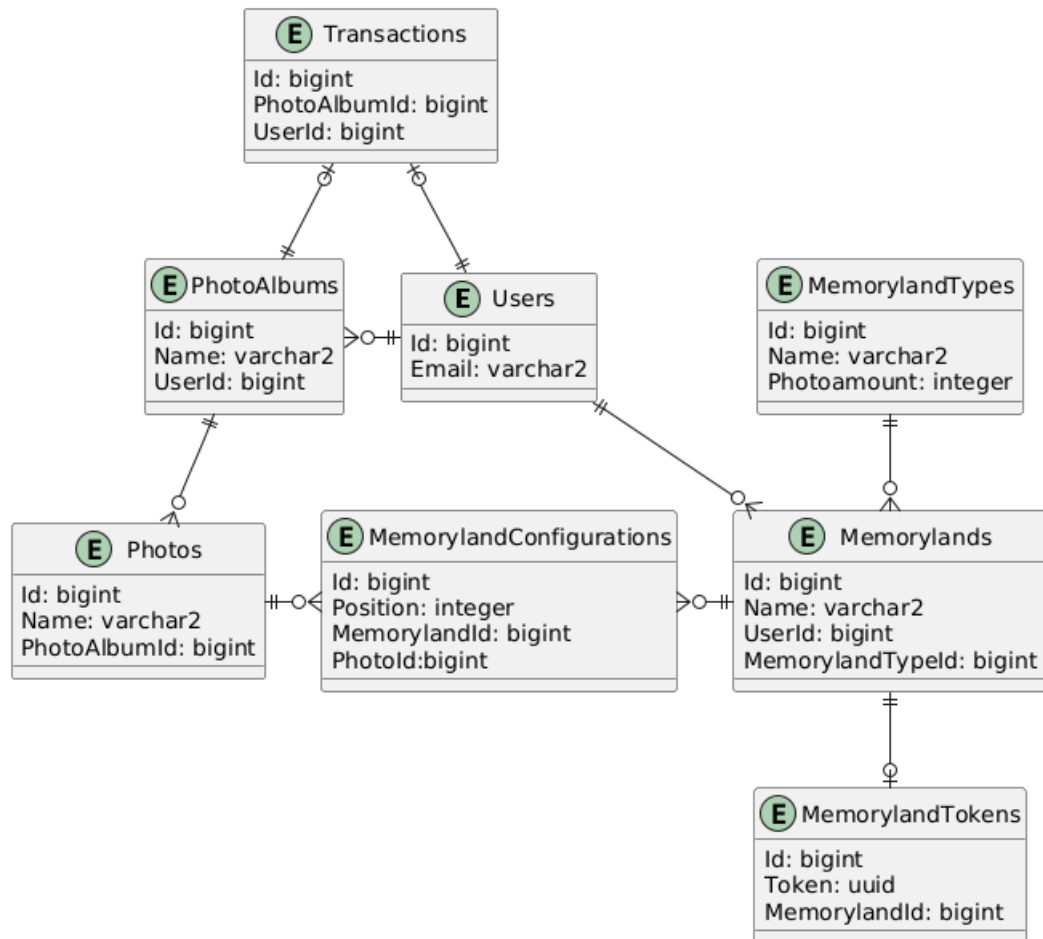 E Transactions
Id: bigint
PhotoAlbumId: bigint
UserId: bigint
E PhotoAlbums
Id: bigint
Name: varchar2
UserId: bigint
E Users
Id: bigint
Email: varchar2
E MemorylandTypes
Id: bigint
Name: varchar2
Photoamount: integer
E Photos
Id: bigint
Name: varchar2
PhotoAlbumId: bigint
E MemorylandConfigurations
Id: bigint
Position: integer
MemorylandId: bigint
PhotoId:bigint
E Memorylands
Id: bigint
Name: varchar2
UserId: bigint
MemorylandTypeId: bigint
E MemorylandTokens
Id: bigint
Token: uuid
MemorylandId: bigint